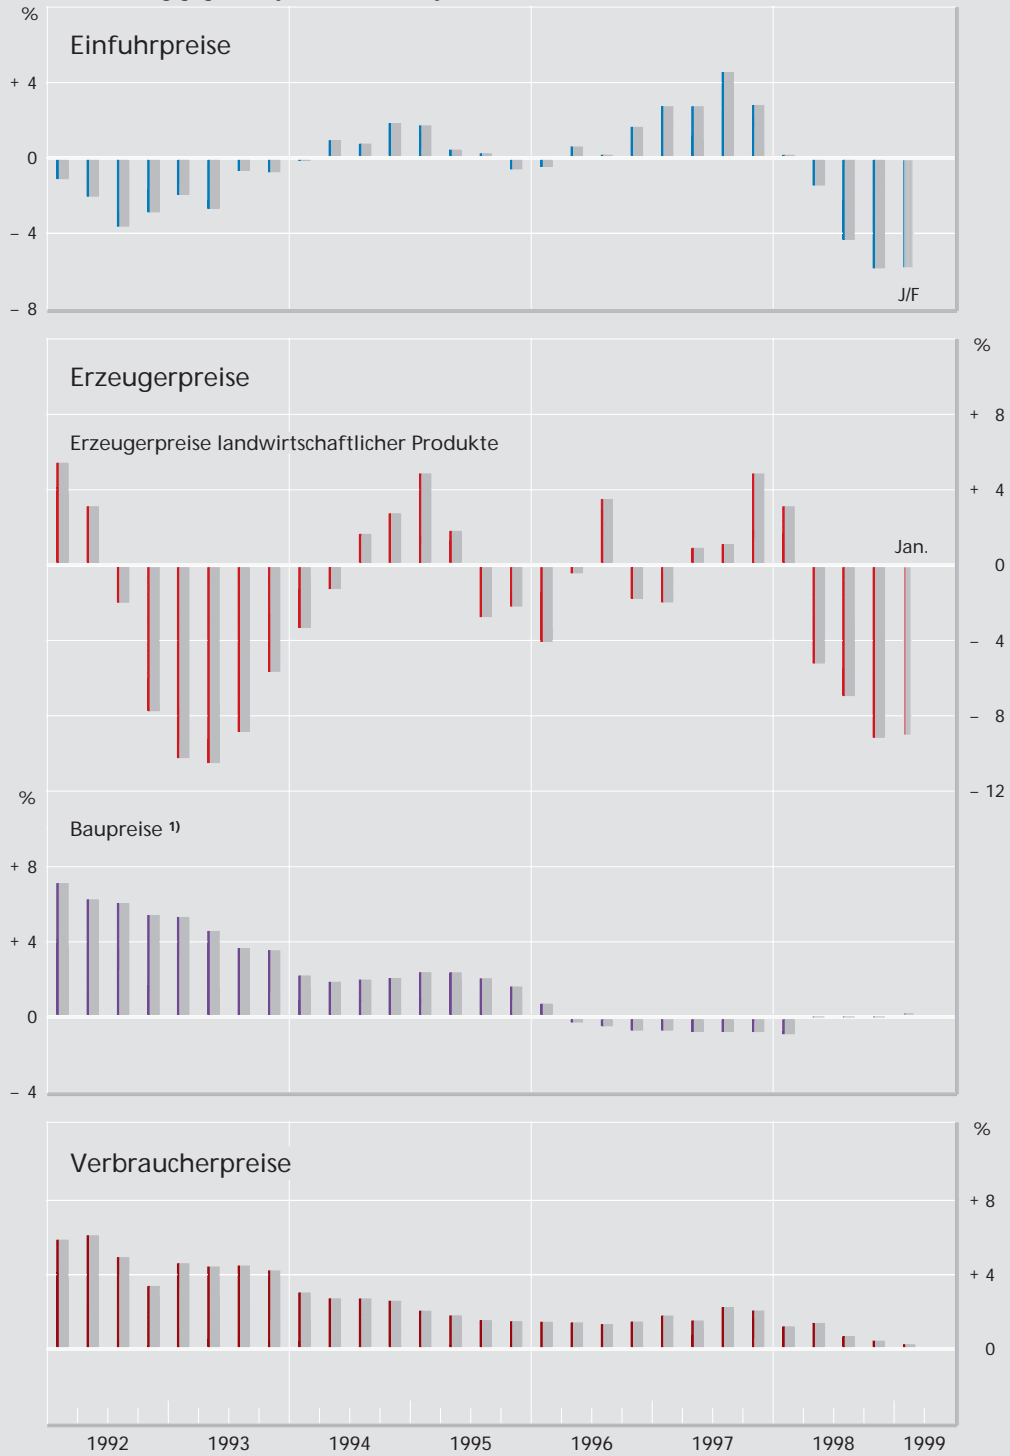 %
Einfuhrpreise
+ 4
0
– 4
– 8
J/F
%
Erzeugerpreise
+ 8
Erzeugerpreise landwirtschaftlicher Produkte
+ 4
Jan.
0
– 4
– 8
– 12
%
Baupreise 1)
+ 8
+ 4
0
– 4
%
Verbraucherpreise
+ 8
+ 4
0
1992 1993 1994 1995 1996 1997 1998 1999